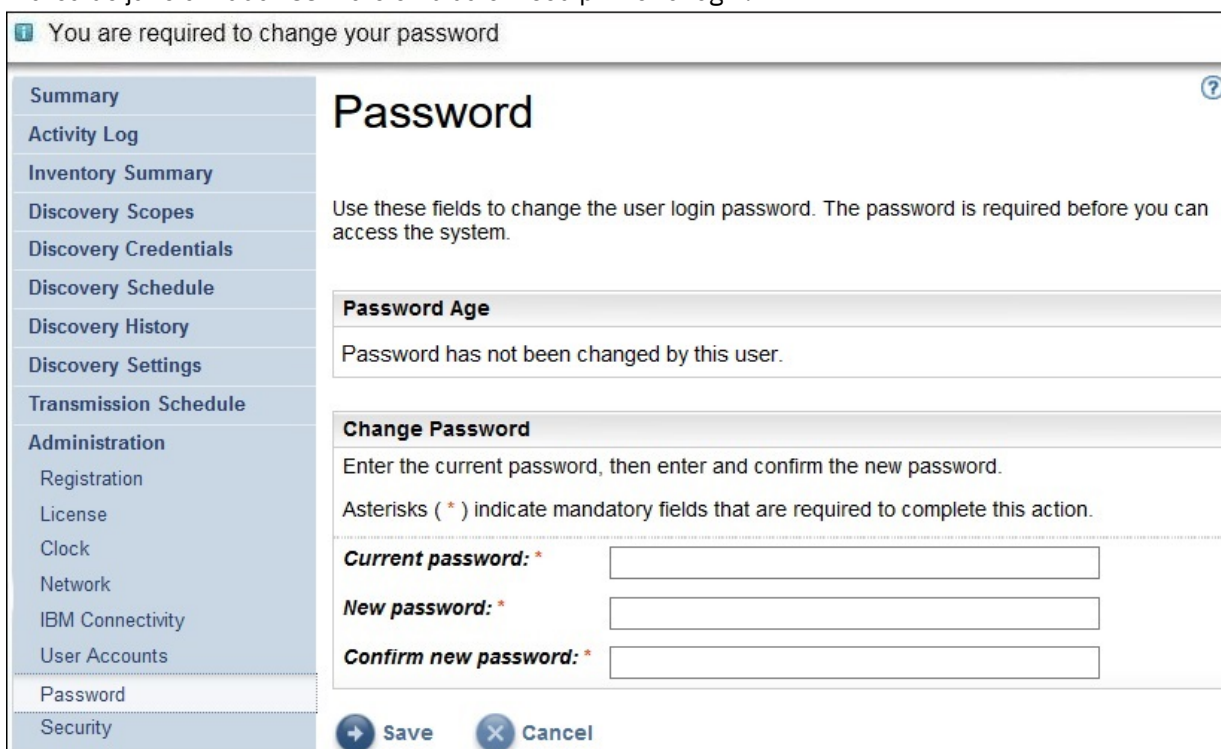 You are required to change your password
Summary
Activity Log
Inventory Summary
Discovery Scopes
Discovery Credentials
Discovery Schedule
Discovery History
Discovery Settings
Transmission Schedule
Administration
Registration
License
Clock
Network
IBM Connectivity
User Accounts
Password
Security
?
Password
Use these fields to change the user login password. The password is required before you can
access the system.
Password Age
Password has not been changed by this user.
Change Password
Enter the current password, then enter and confirm the new password.
Asterisks ( * ) indicate mandatory fields that are required to complete this action.
Current password: *
New password: *
Confirm new password: *
Save
Cancel